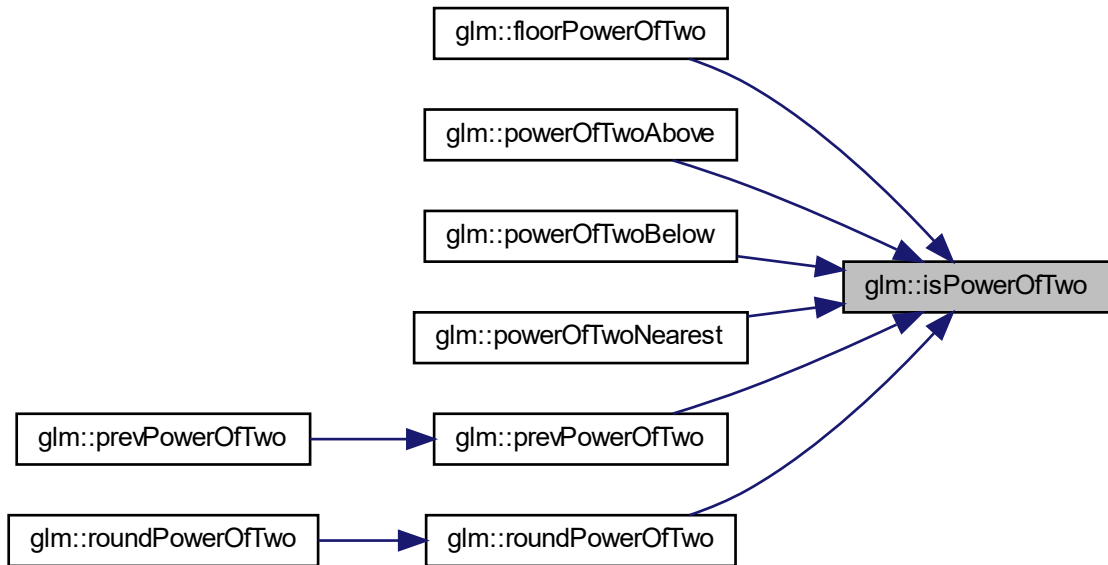 glm::floorPowerOfTwo
glm::powerOfTwoAbove
glm::powerOfTwoBelow
glm::isPowerOfTwo
glm::powerOfTwoNearest
glm::prevPowerOfTwo
glm::prevPowerOfTwo
glm::roundPowerOfTwo
glm::roundPowerOfTwo